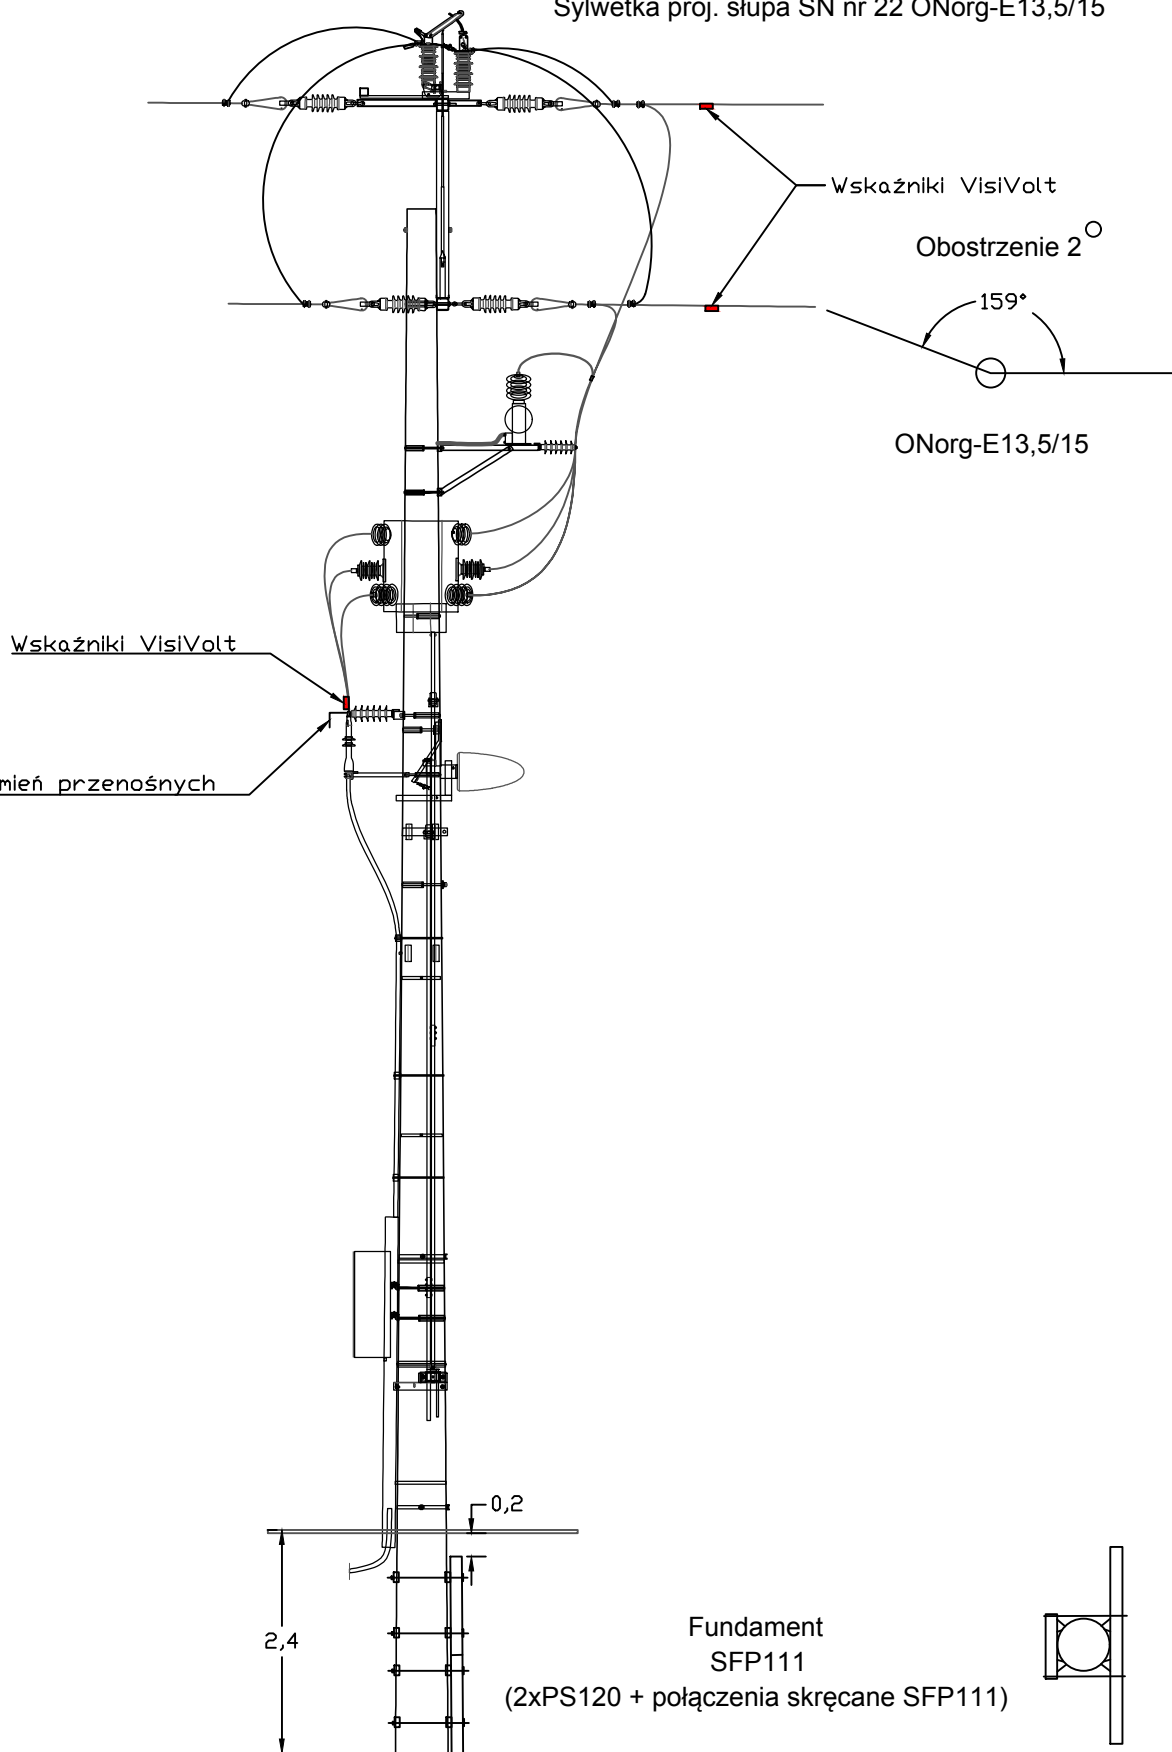 Sylwetka proj. słupa SN nr 22 ONorg-E13,5/15
Wskaźniki VisiVolt
Obostrzenie 2°
159°
ONorg-E13,5/15
Wskaźniki VisiVolt
przenośnych
0,2
2,4
Fundament
SFP111
(2xPS120 + połączenia skręcane SFP111)